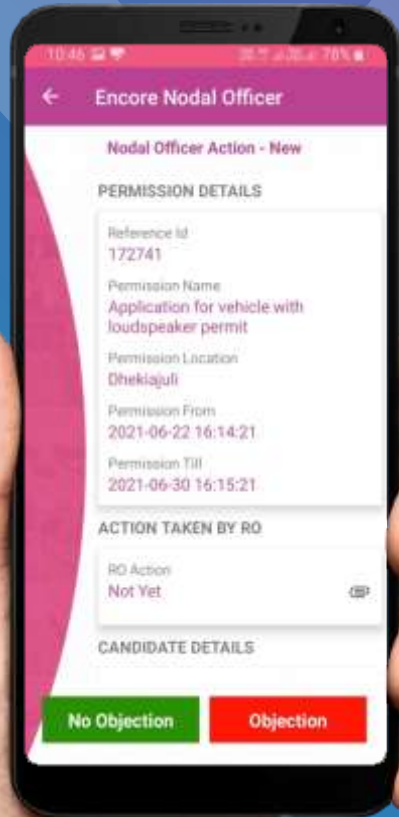 10:46 78%
Encore Nodal Officer
Nodal Officer Action - New
PERMISSION DETAILS
Reference Id
172741
Permission Name
Application for vehicle with
loudspeaker permit
Permission Location
Dhekiajuli
Permission From
2021-06-22 16:14:21
Permission Till
2021-06-30 16:15:21
ACTION TAKEN BY RO
RO Action
Not Yet
CANDIDATE DETAILS
No Objection Objection